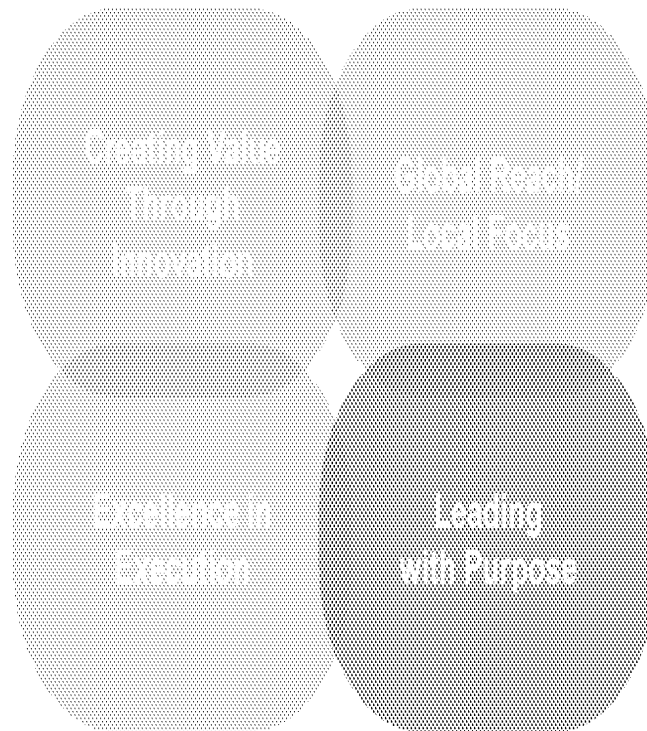 Creating Value
Through
Innovation
Global Reach/
Local Focus
Excellence in
Execution
Leading
with Purpose